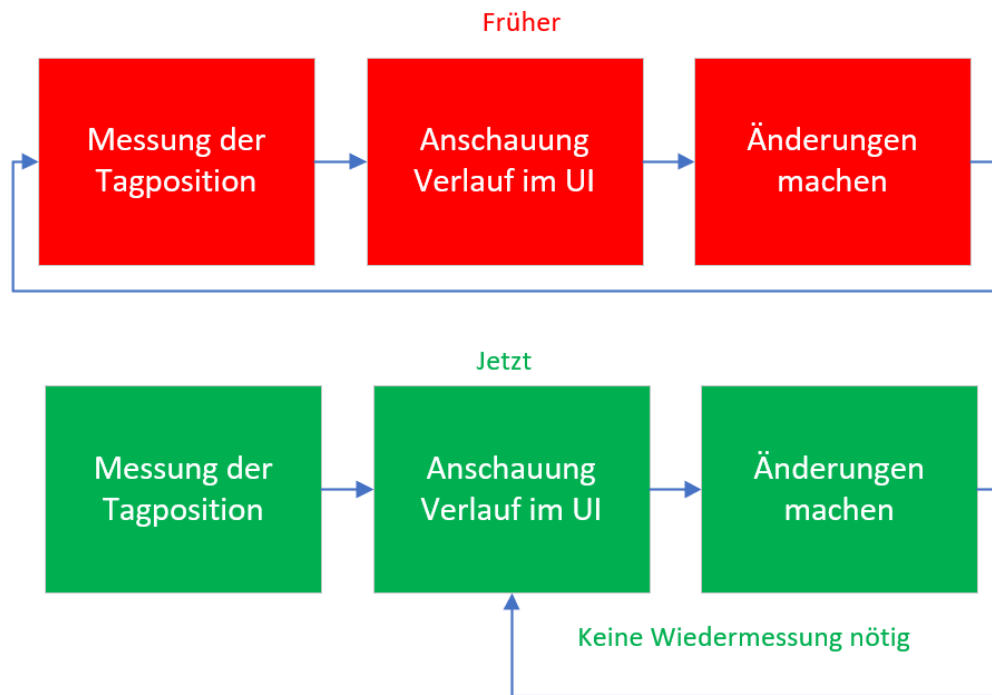 Früher
Messung der
Tagposition
Anschauung
Verlauf im UI
Änderungen
machen
Jetzt
Messung der
Tagposition
Anschauung
Verlauf im UI
Änderungen
machen
Keine Wiedermessung nötig